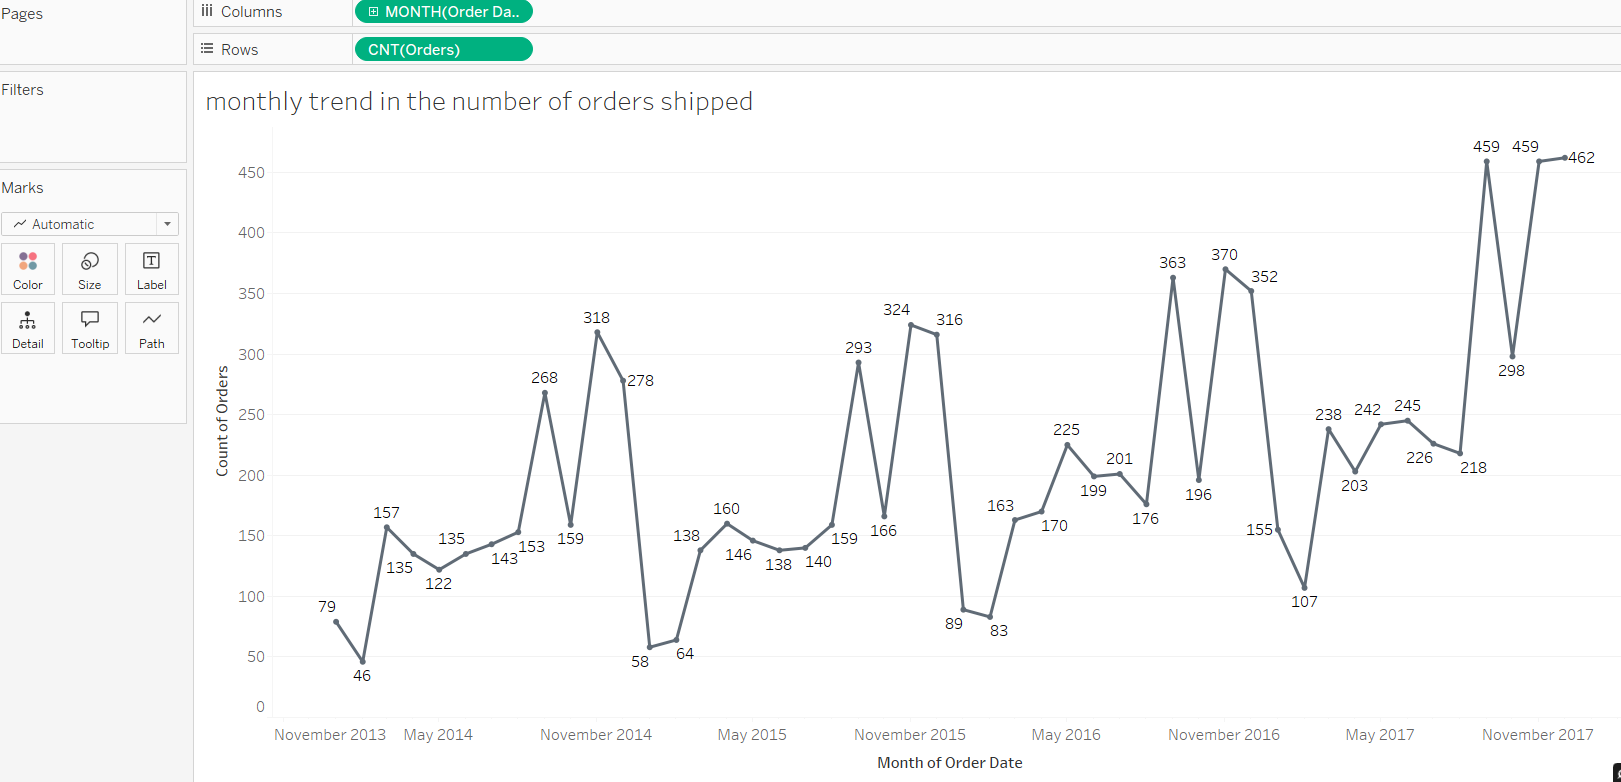 Pages
Columns
MONTH(Order Da..
Rows
CNT(Orders)
Filters
Marks
Automatic
Color
Size
Label
Detail
Tooltip
Path
monthly trend in the number of orders shipped
Count of Orders
450
400
350
300
250
200
150
100
50
0
79
46
157
135
122
135
143
153
268
159
318
278
58
64
138
160
146
138
140
159
293
166
324
316
89
83
163
170
225
199
201
176
363
196
370
352
155
107
238
203
242
245
226
218
459
298
459
462
November 2013
May 2014
November 2014
May 2015
November 2015
May 2016
November 2016
May 2017
November 2017
Month of Order Date